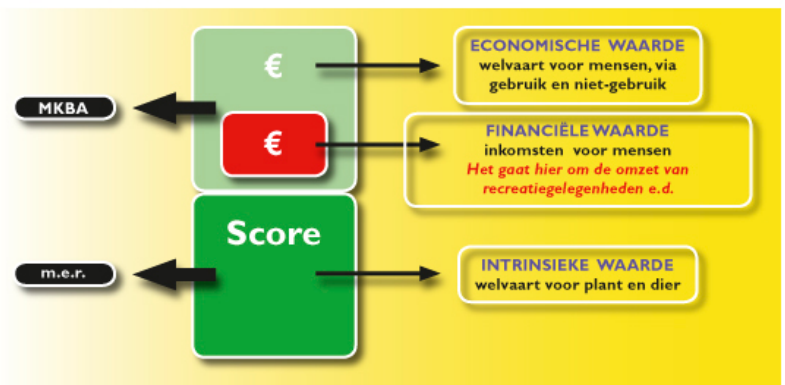 €
ECONOMISCHE WAARDE
welvaart voor mensen, via
gebruik en niet-gebruik
MKBA
€
FINANCIËLE WAARDE
inkomsten voor mensen
Het gaat hier om de omzet van
recreatiegelegenheden e.d.
Score
m.e.r.
INTRINSIEKE WAARDE
welvaart voor plant en dier